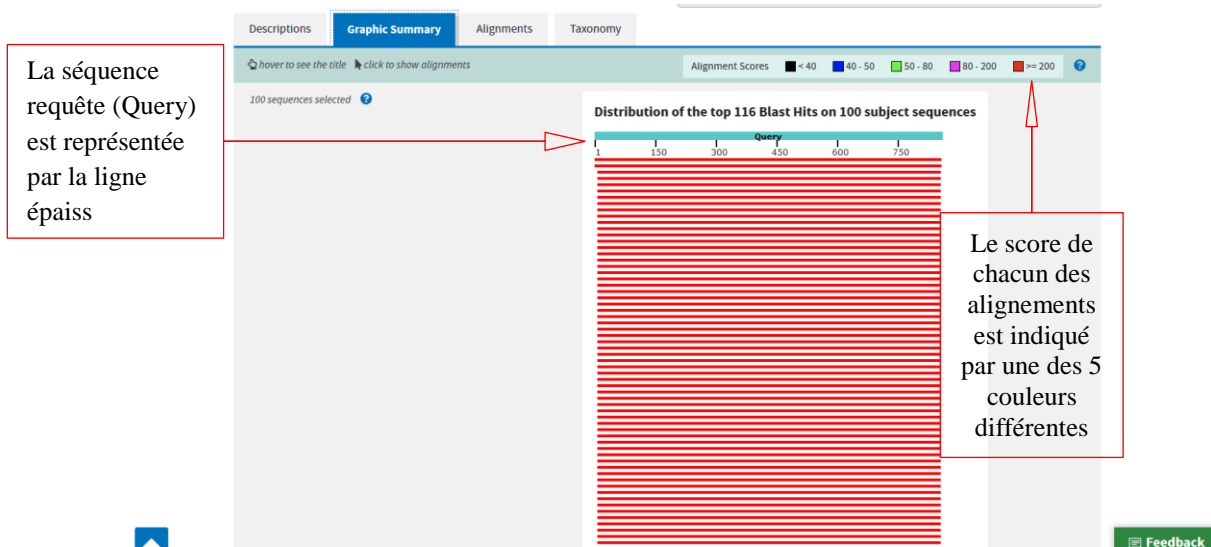 Descriptions
Graphic Summary
Alignments
Taxonomy
hover to see the title click to show alignments
Alignment Scores < 40 40 - 50 50 - 80 80 - 200 >= 200 ?
100 sequences selected ?
Distribution of the top 116 Blast Hits on 100 subject sequences
Query
1 150 300 450 600 750
La séquence
requête (Query)
est représentée
par la ligne
épaiss
Le score de
chacun des
alignements
est indiqué
par une des 5
couleurs
différentes
Feedback